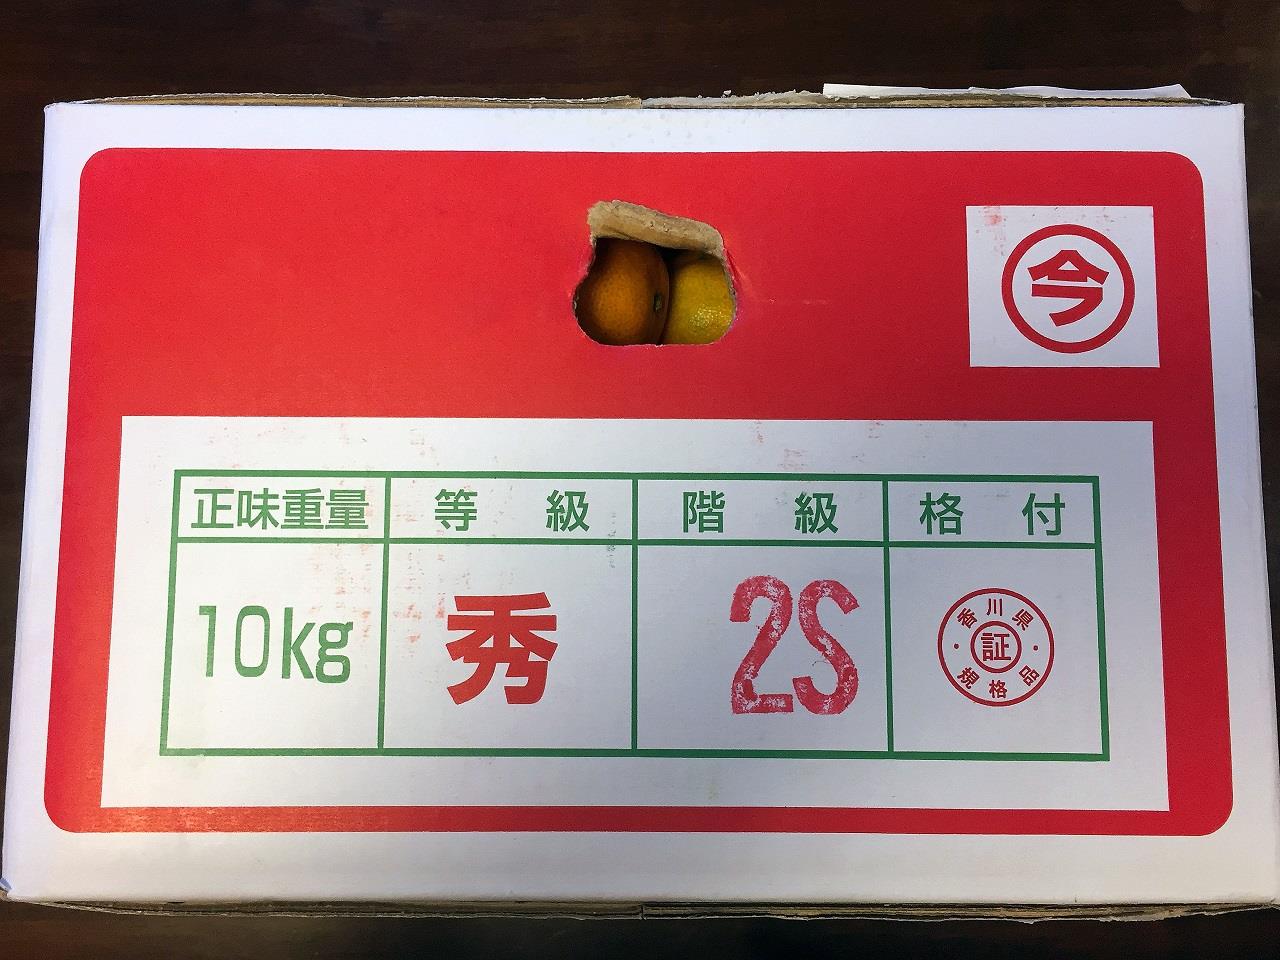 今
正味重量 等級 階級 格付
10kg 秀 2S 香川県
証
規格品